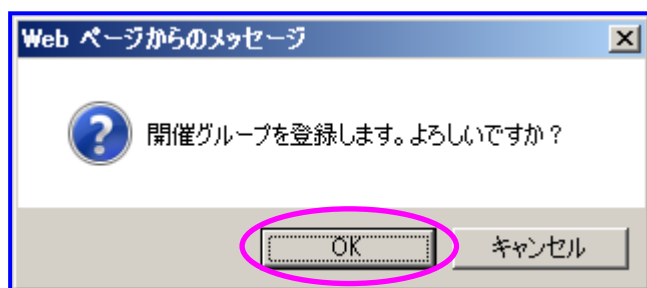 Web ページからのメッセージ
開催グループを登録します。よろしいですか？
OK
キャンセル